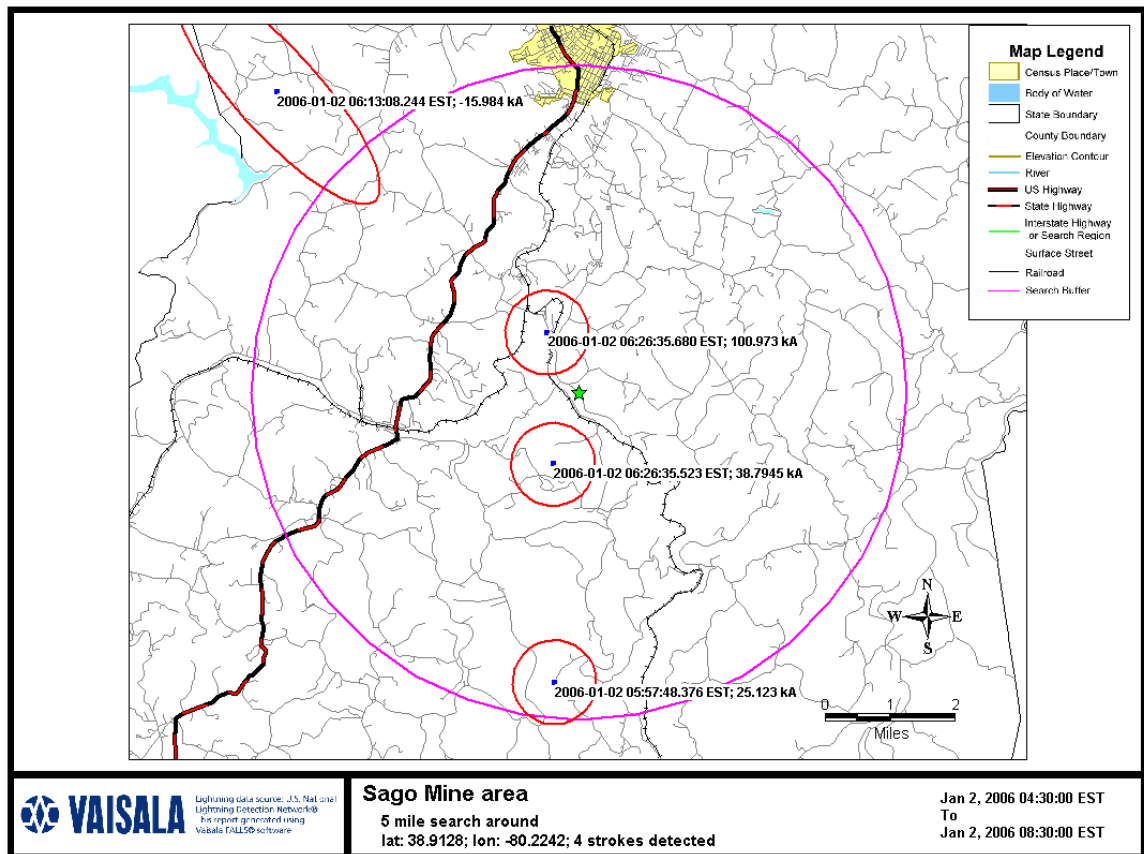 2006-01-02 06:13:08.244 EST; -15.984 kA
2006-01-02 06:26:35.680 EST; 100.973 kA
2006-01-02 06:26:35.523 EST; 38.7945 kA
2006-01-02 05:57:48.376 EST; 25.123 kA
Map Legend
Census Place/Town
Body of Water
State Boundary
County Boundary
Elevation Contour
River
US Highway
State Highway
Interstate Highway
or Search Region
Surface Street
Railroad
Search Buffer
N
W E
S
0 1 2
Miles
VAISALA
Lightning data source: U.S. National
Lightning Detection Network®
this report generated using
Vaisala FALLS® software
Sago Mine area
5 mile search around
lat: 38.9128; lon: -80.2242; 4 strokes detected
Jan 2, 2006 04:30:00 EST
To
Jan 2, 2006 08:30:00 EST